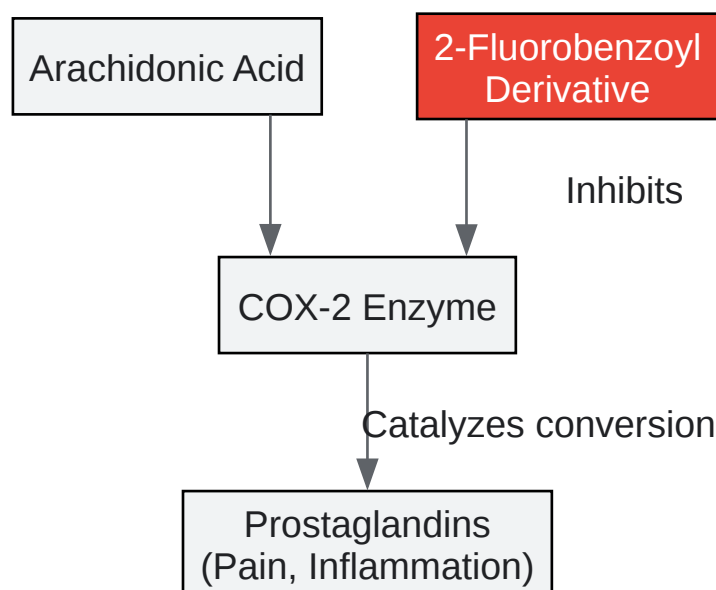 Arachidonic Acid
2-Fluorobenzoyl
Derivative
Inhibits
COX-2 Enzyme
Catalyzes conversion
Prostaglandins
(Pain, Inflammation)